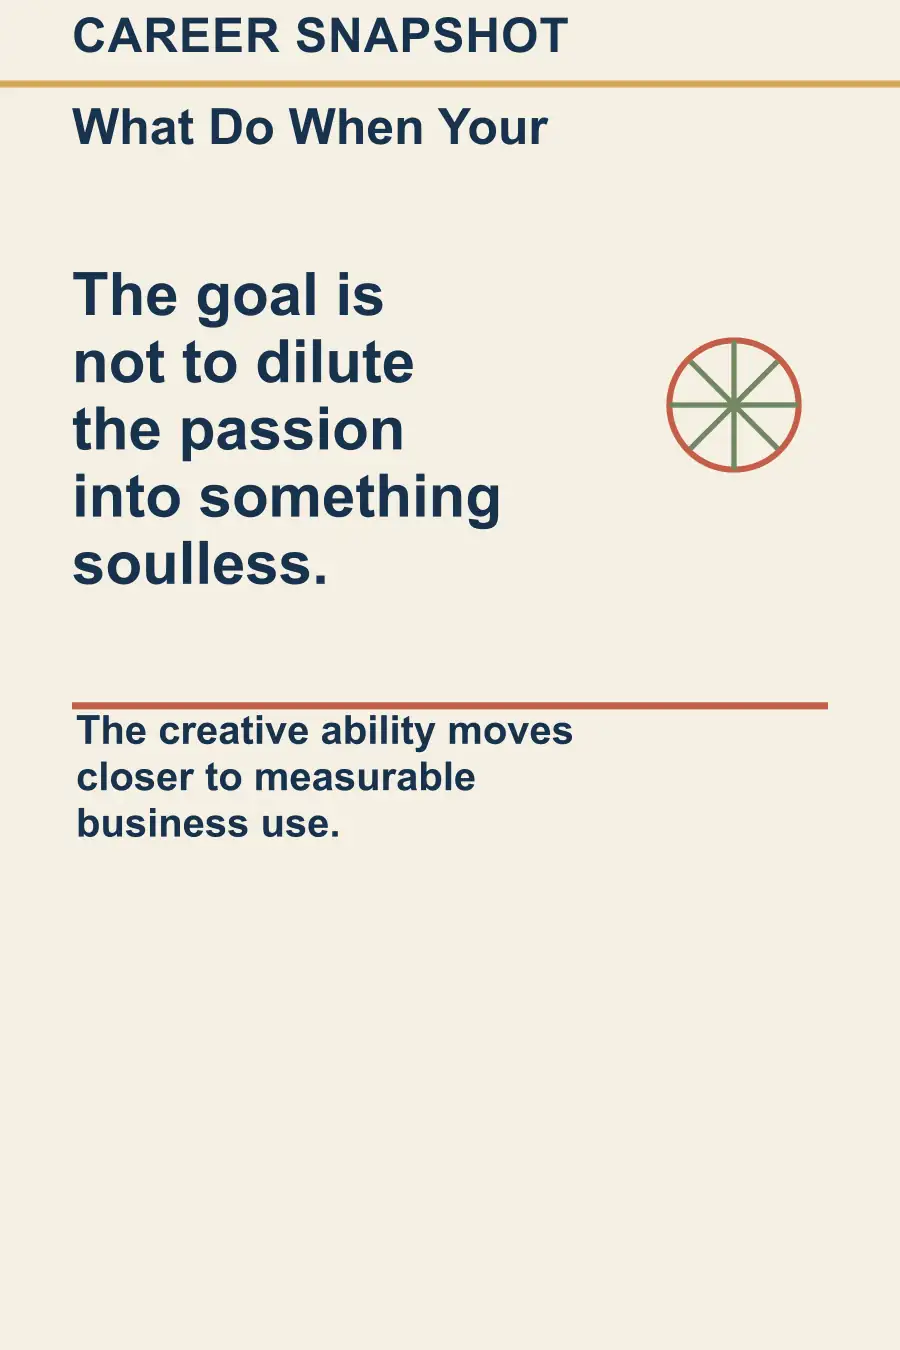 CAREER SNAPSHOT
What Do When Your
The goal is
not to dilute
the passion
into something
soulless.
The creative ability moves
closer to measurable
business use.